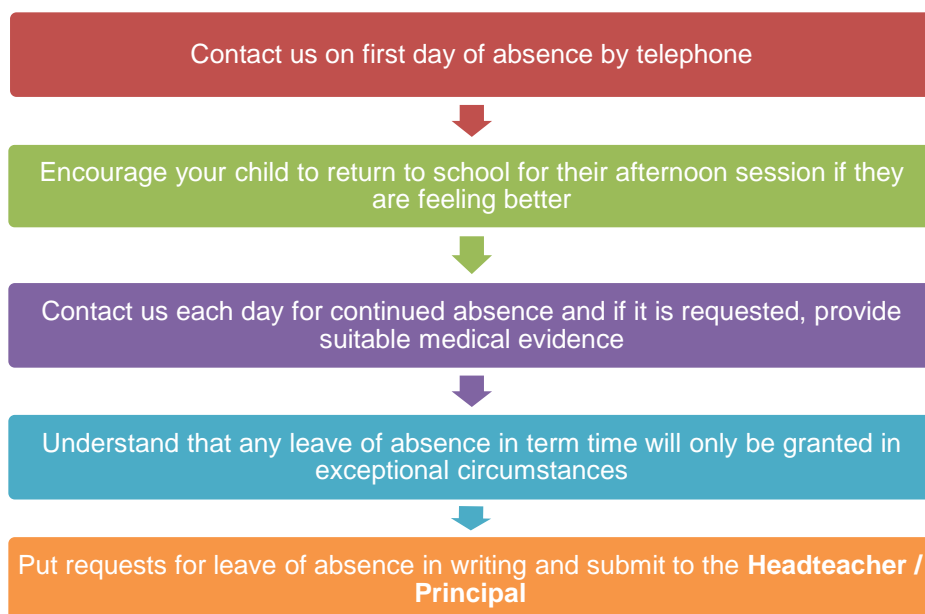 Contact us on first day of absence by telephone
Encourage your child to return to school for their afternoon session if they
are feeling better
Contact us each day for continued absence and if it is requested, provide
suitable medical evidence
Understand that any leave of absence in term time will only be granted in
exceptional circumstances
Put requests for leave of absence in writing and submit to the Headteacher /
Principal